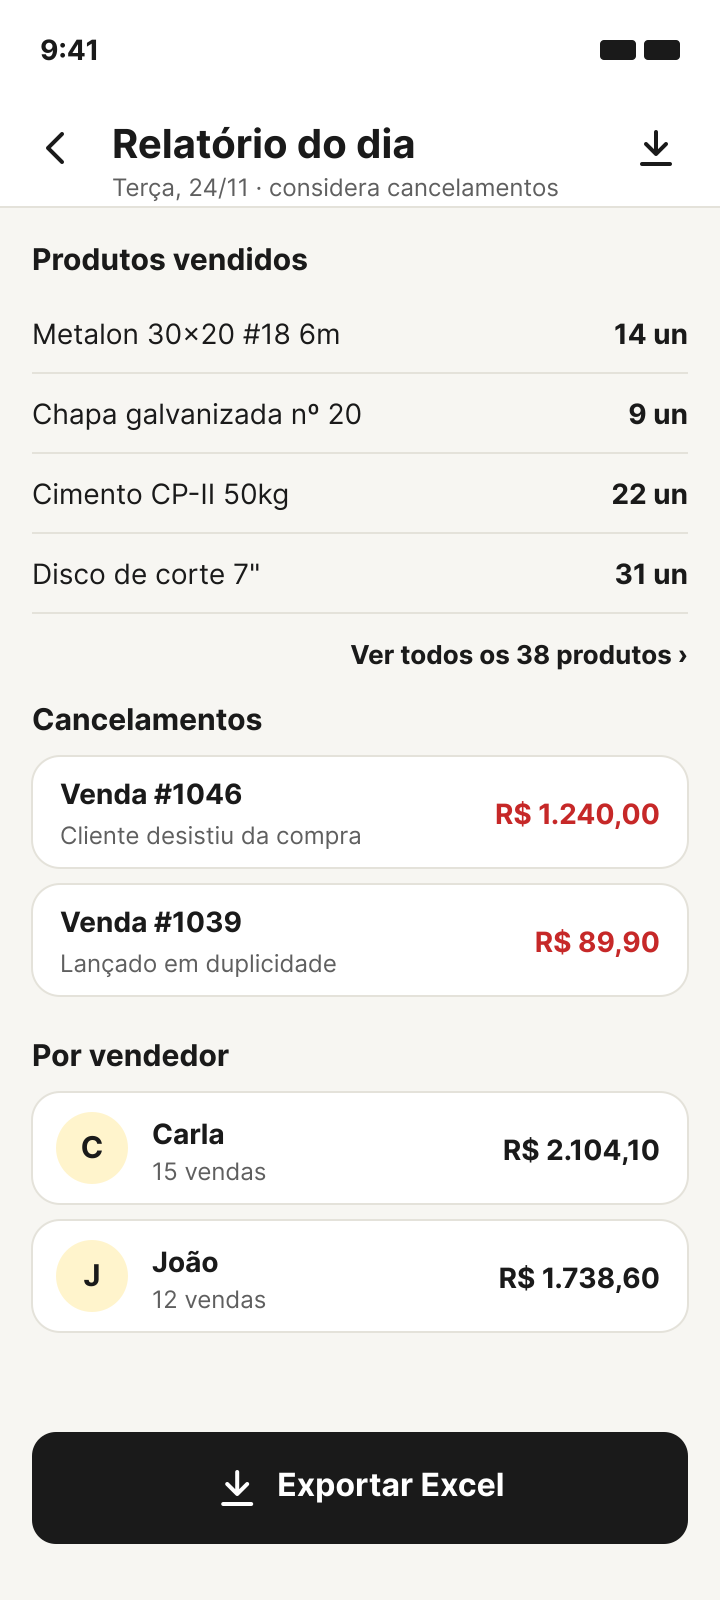 9:41
Relatório do dia
Terça, 24/11 · considera cancelamentos
Produtos vendidos
Metalon 30×20 #18 6m 14 un
Chapa galvanizada nº 20 9 un
Cimento CP-II 50kg 22 un
Disco de corte 7" 31 un
Ver todos os 38 produtos ›
Cancelamentos
Venda #1046
Cliente desistiu da compra
R$ 1.240,00
Venda #1039
Lançado em duplicidade
R$ 89,90
Por vendedor
C
Carla
15 vendas
R$ 2.104,10
J
João
12 vendas
R$ 1.738,60
Exportar Excel